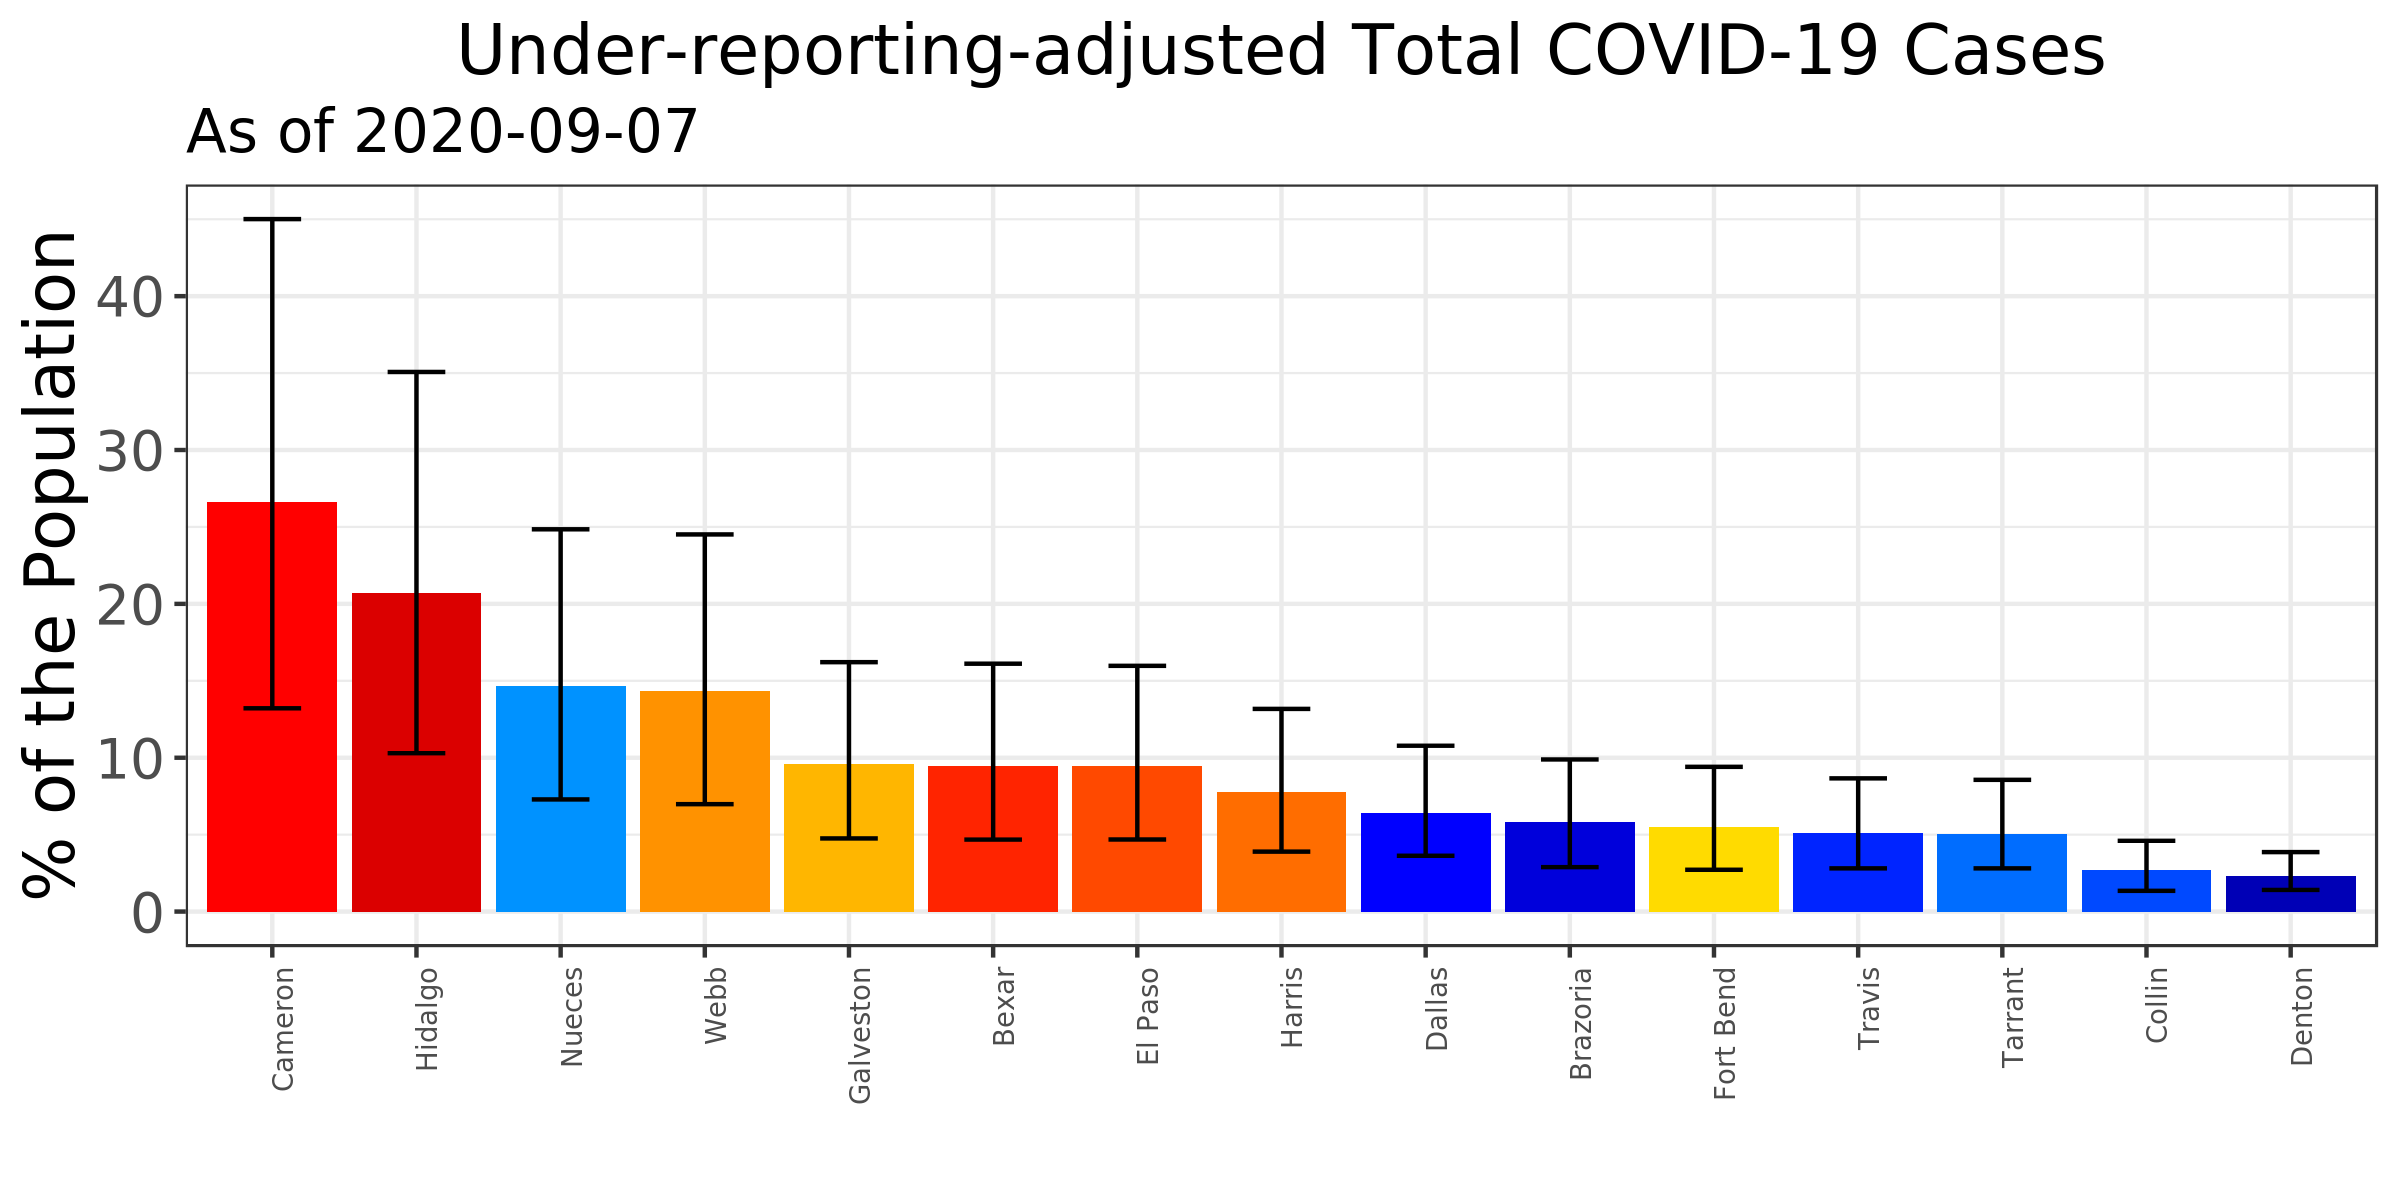 Under-reporting-adjusted Total COVID-19 Cases
As of 2020-09-07
% of the Population
40
30
20
10
0
Cameron
Hidalgo
Nueces
Webb
Galveston
Bexar
El Paso
Harris
Dallas
Brazoria
Fort Bend
Travis
Tarrant
Collin
Denton